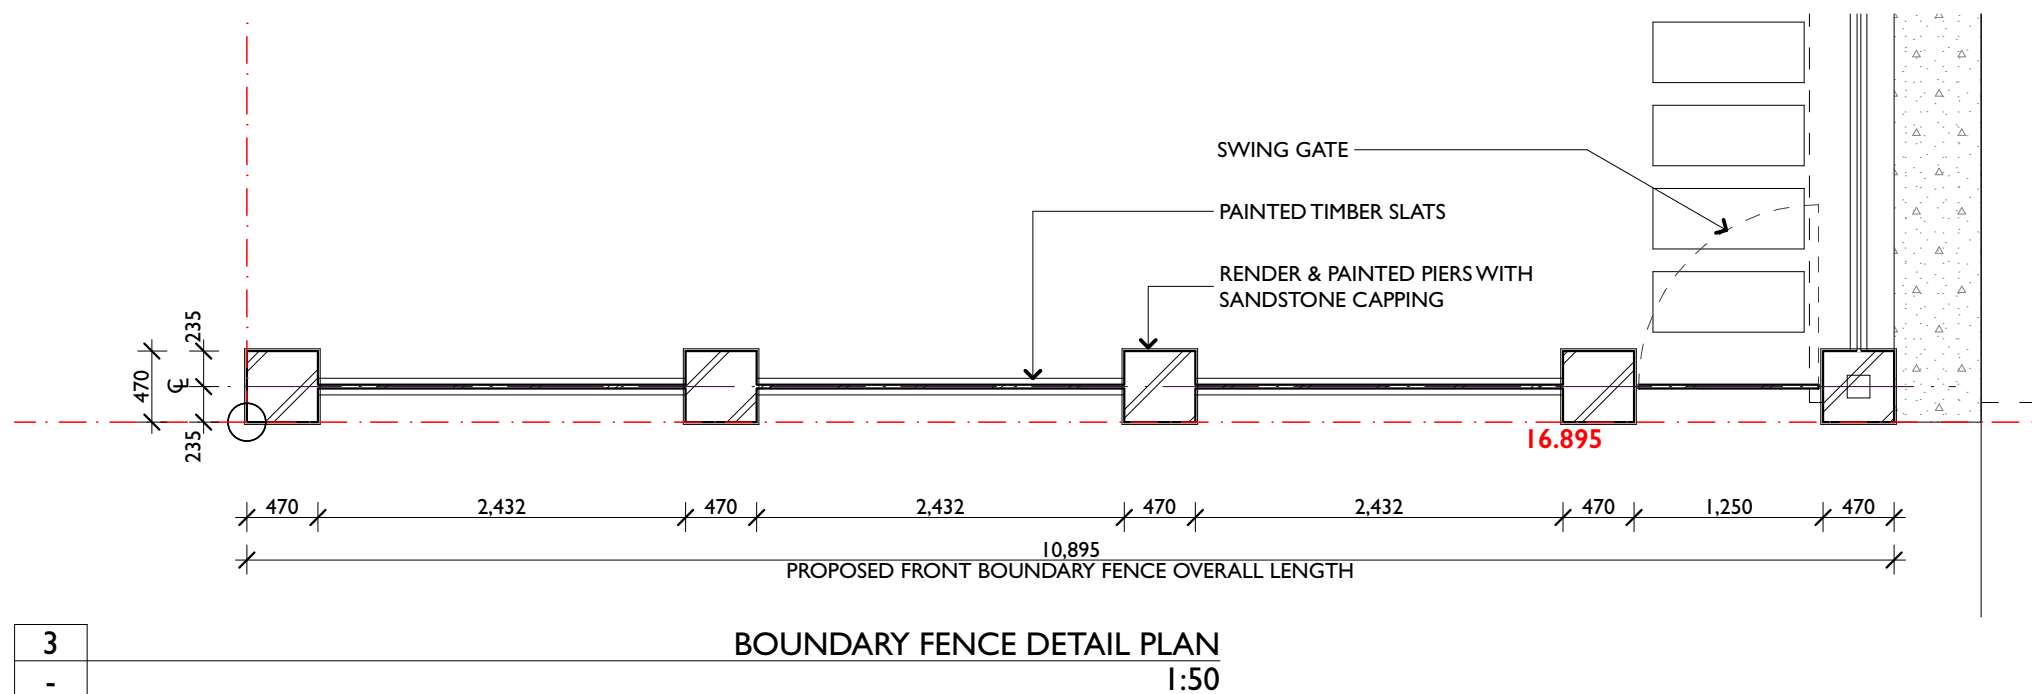 SWING GATE
PAINTED TIMBER SLATS
RENDER & PAINTED PIERS WITH
SANDSTONE CAPPING
235
470
℄
235
16.895
470 2,432 470 2,432 470 2,432 470 1,250 470
10,895
PROPOSED FRONT BOUNDARY FENCE OVERALL LENGTH
3
BOUNDARY FENCE DETAIL PLAN
-
1:50